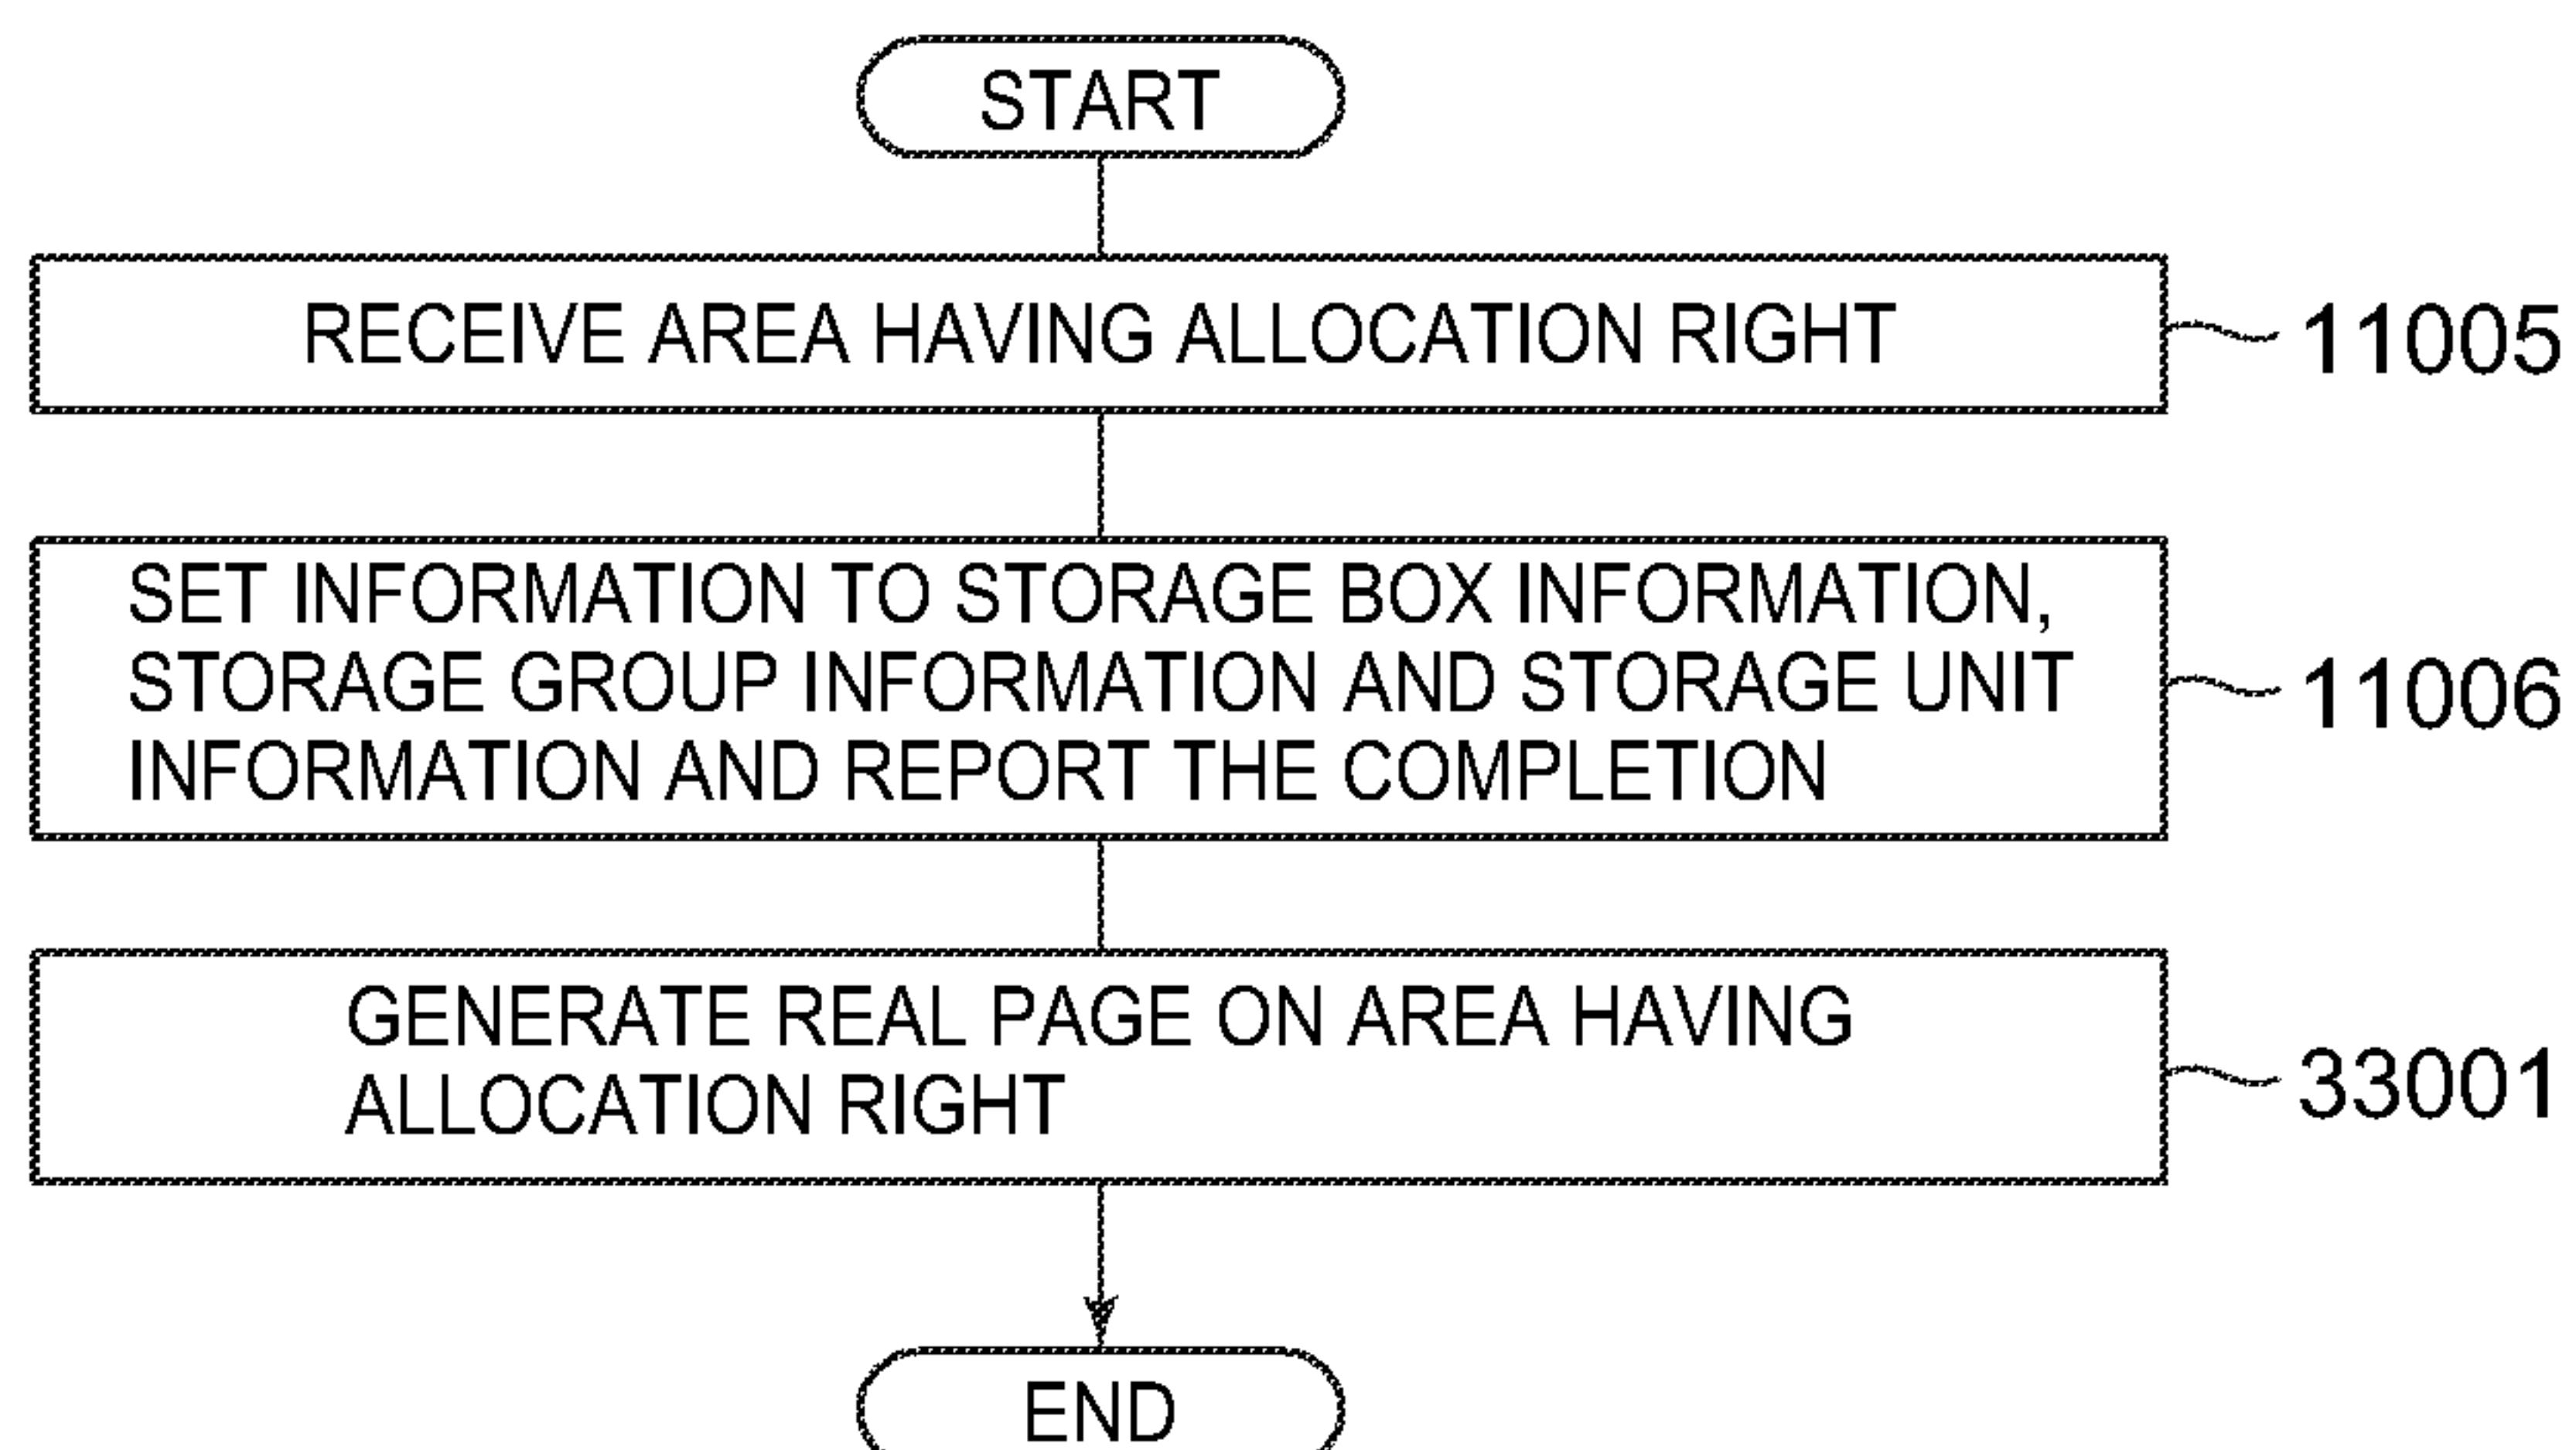 START
RECEIVE AREA HAVING ALLOCATION RIGHT
11005
SET INFORMATION TO STORAGE BOX INFORMATION,
STORAGE GROUP INFORMATION AND STORAGE UNIT
INFORMATION AND REPORT THE COMPLETION
11006
GENERATE REAL PAGE ON AREA HAVING
ALLOCATION RIGHT
33001
END